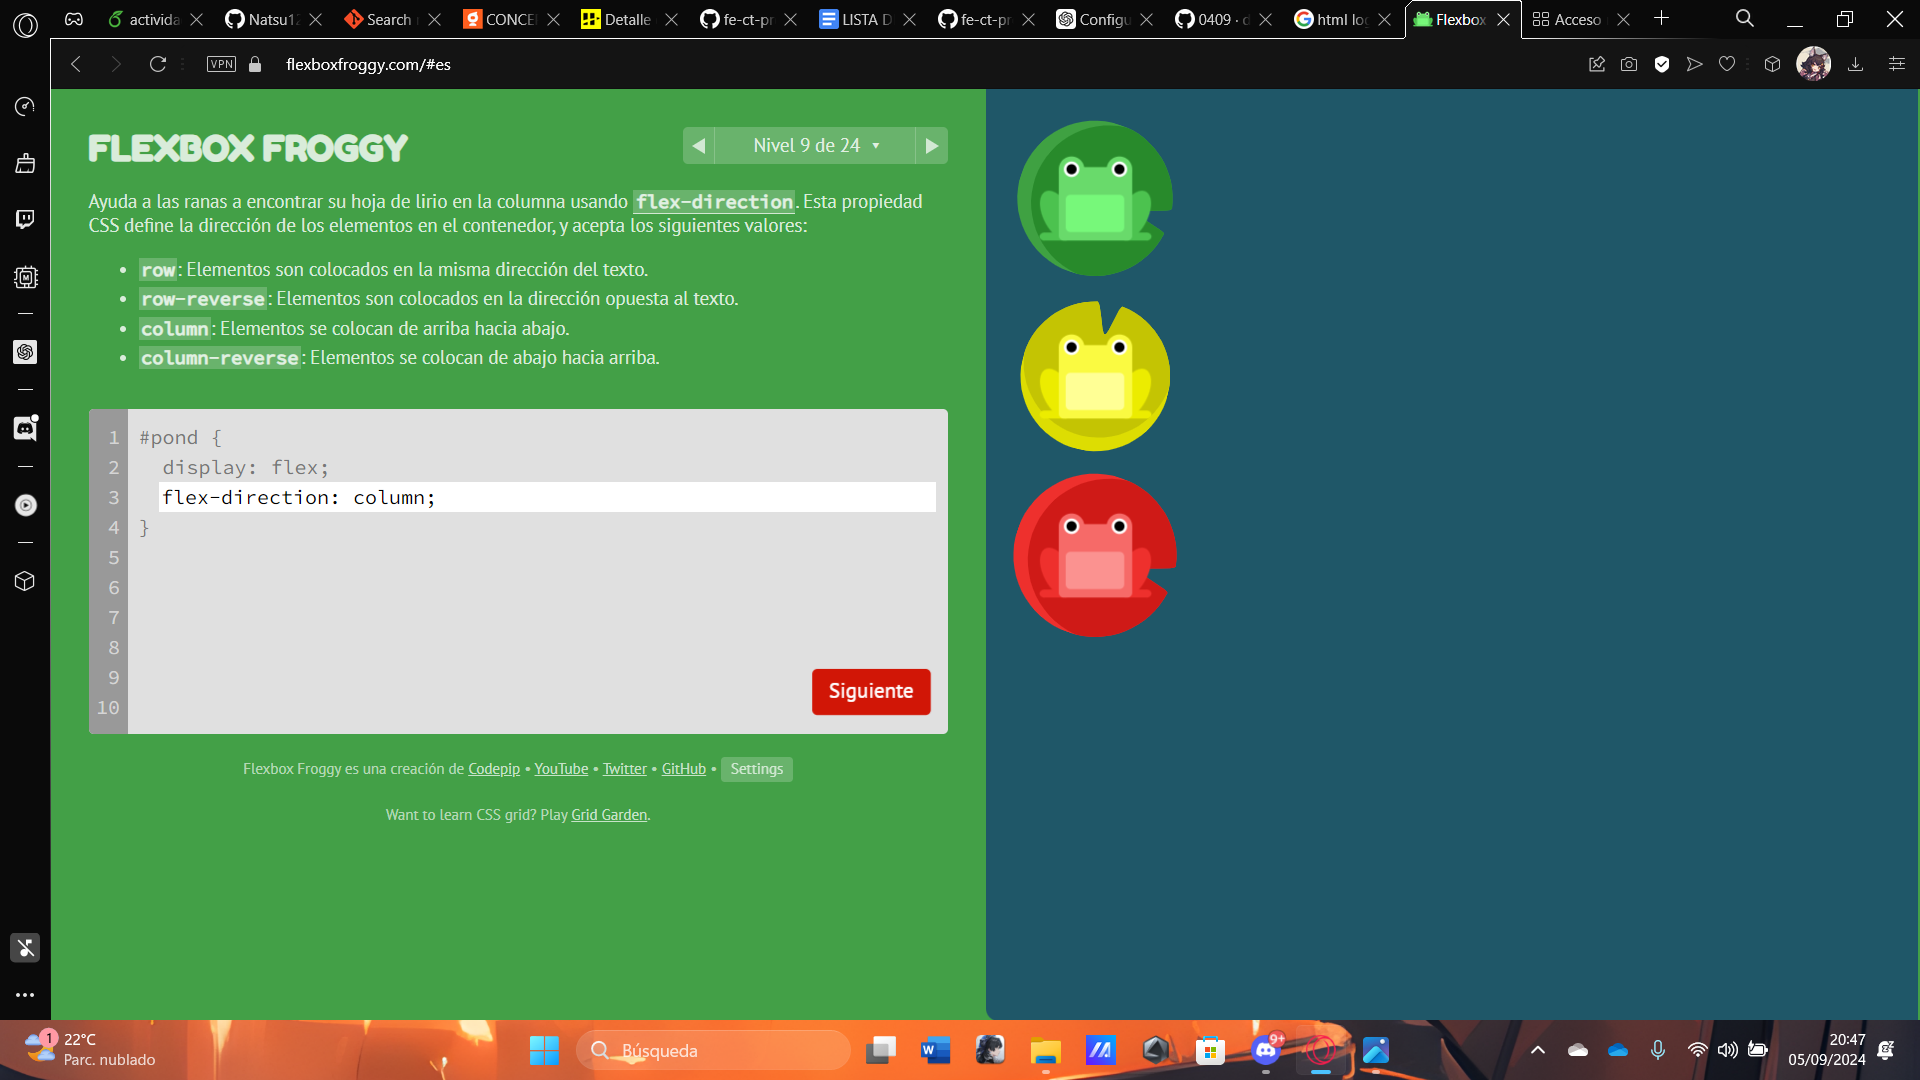 activida
Natsu12
Search
CONCE
Detalle
fe-ct-pr
LISTA D
fe-ct-pr
Configu
0409 · d
html log
Flexbox
Acceso
VPN
flexboxfroggy.com/#es
FLEXBOX FROGGY
Nivel 9 de 24
Ayuda a las ranas a encontrar su hoja de lirio en la columna usando flex-direction. Esta propiedad
CSS define la dirección de los elementos en el contenedor, y acepta los siguientes valores:
• row: Elementos son colocados en la misma dirección del texto.
• row-reverse: Elementos son colocados en la dirección opuesta al texto.
• column: Elementos se colocan de arriba hacia abajo.
• column-reverse: Elementos se colocan de abajo hacia arriba.
1 #pond {
2 display: flex;
3 flex-direction: column;
4 }
5
6
7
8
9
10
Siguiente
Flexbox Froggy es una creación de Codepip • YouTube • Twitter • GitHub • Settings
Want to learn CSS grid? Play Grid Garden.
1
22°C
Parc. nublado
Búsqueda
9+
20:47
05/09/2024